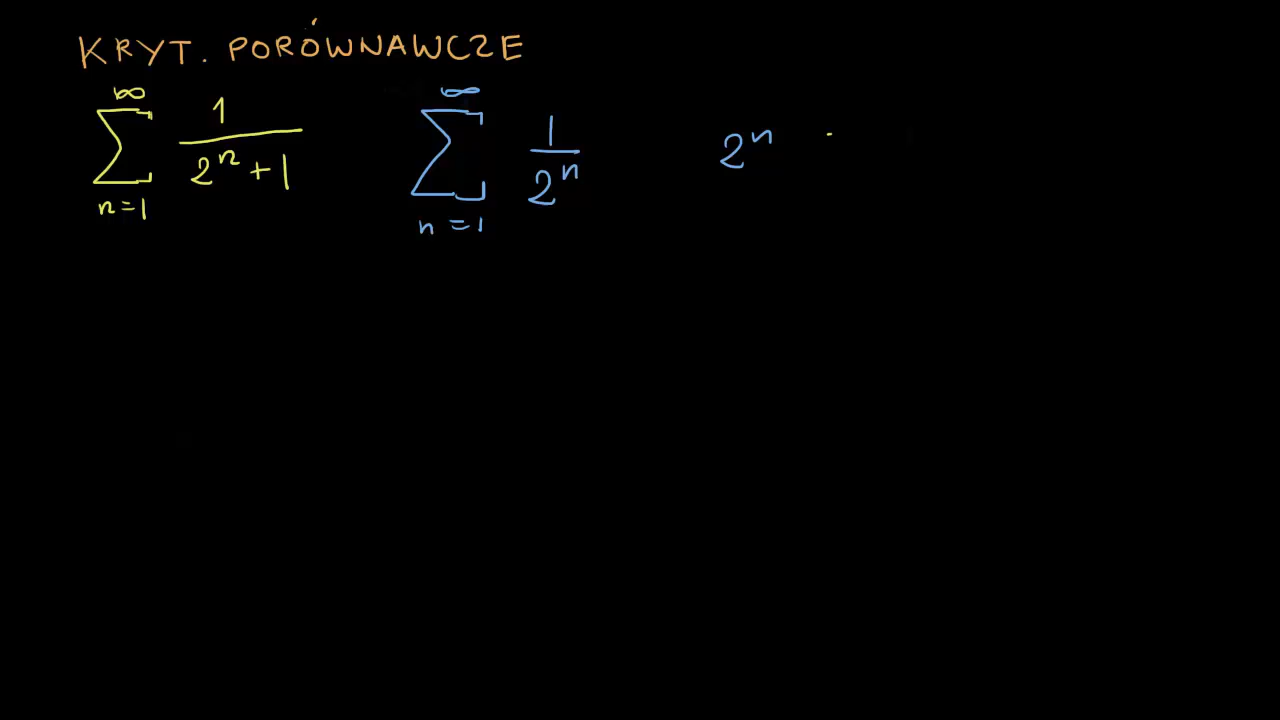 KRYT. PORÓWNAWCZE
∞ ∑ n=1 1/(2^n+1)
∞ ∑ n=1 1/2^n
2^n